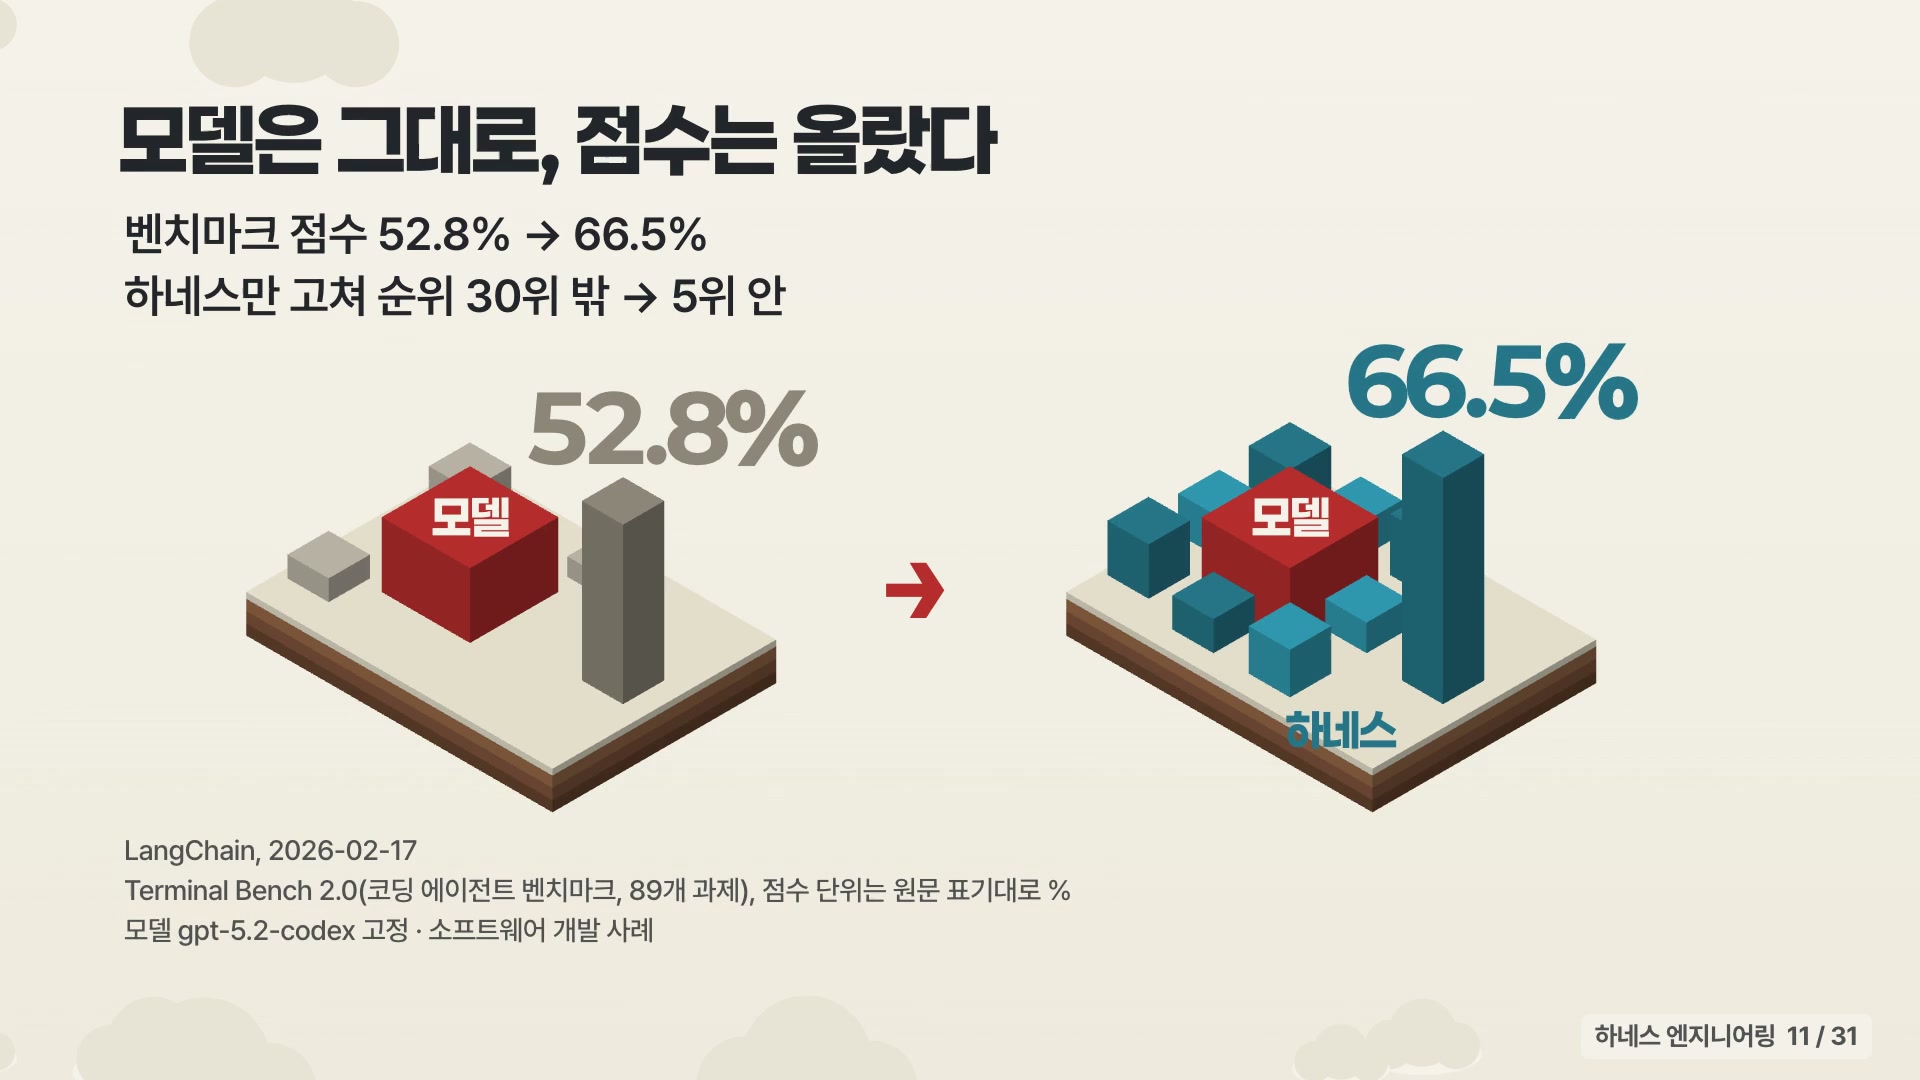 모델은 그대로, 점수는 올랐다
벤치마크 점수 52.8% → 66.5%
하네스만 고쳐 순위 30위 밖 → 5위 안
52.8%
66.5%
모델
모델
하네스
LangChain, 2026-02-17
Terminal Bench 2.0(코딩 에이전트 벤치마크, 89개 과제), 점수 단위는 원문 표기대로 %
모델 gpt-5.2-codex 고정 · 소프트웨어 개발 사례
하네스 엔지니어링 11 / 31